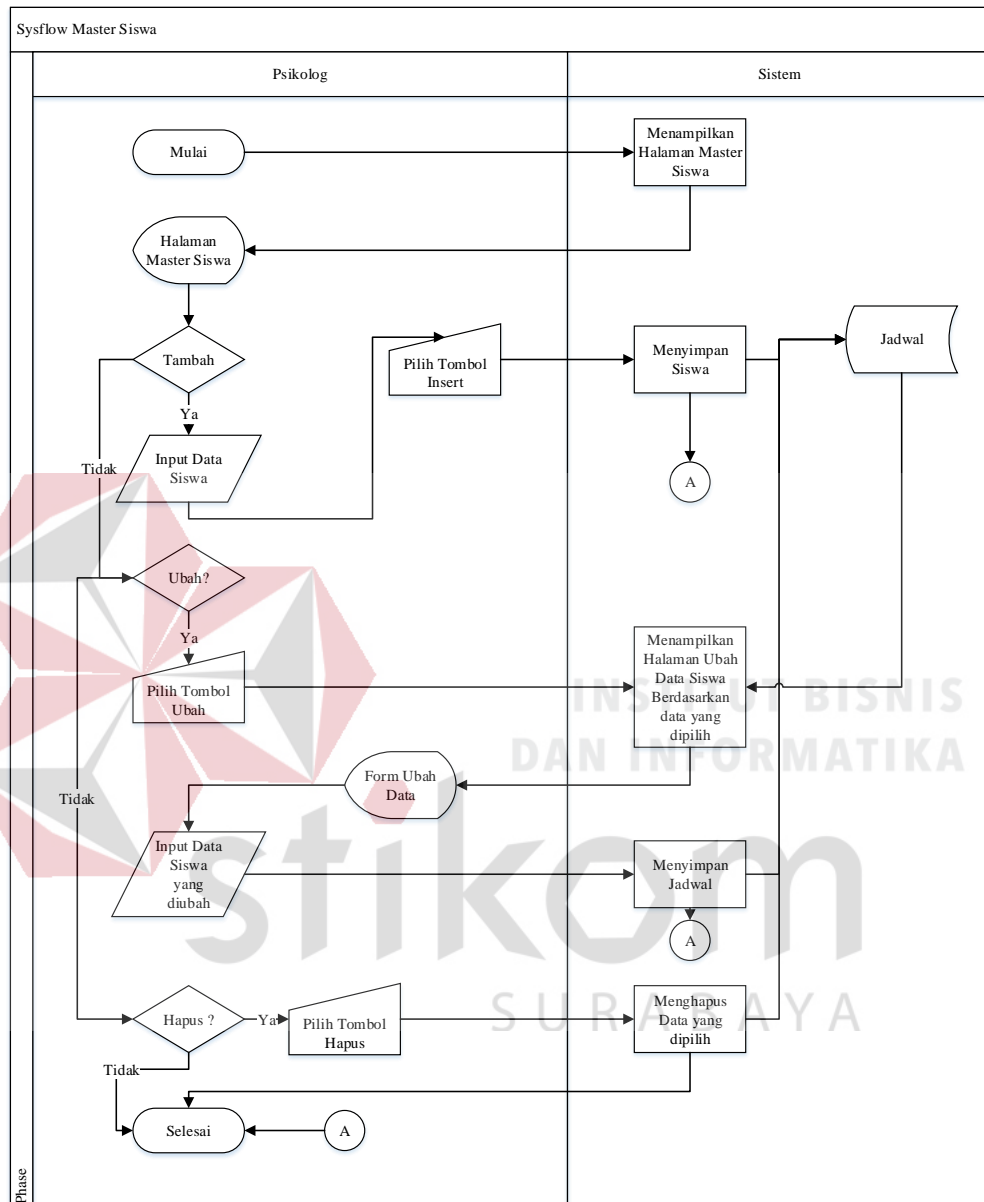 Sysflow Master Siswa
Psikolog
Sistem
Mulai
Menampilkan
Halaman Master
Siswa
Halaman
Master Siswa
Tambah
Pilih Tombol
Insert
Menyimpan
Siswa
Jadwal
Ya
Input Data
Siswa
Tidak
A
Ubah?
Ya
Pilih Tombol
Ubah
Menampilkan
Halaman Ubah
Data Siswa
Berdasarkan
data yang
dipilih
INSTITUT BISNIS
DAN INFORMATIKA
Form Ubah
Data
Tidak
Input Data
Siswa
yang
diubah
Menyimpan
Jadwal
stikom
A
SURABAYA
Hapus ?
Ya
Pilih Tombol
Hapus
Menghapus
Data yang
dipilih
Tidak
Selesai
A
Phase